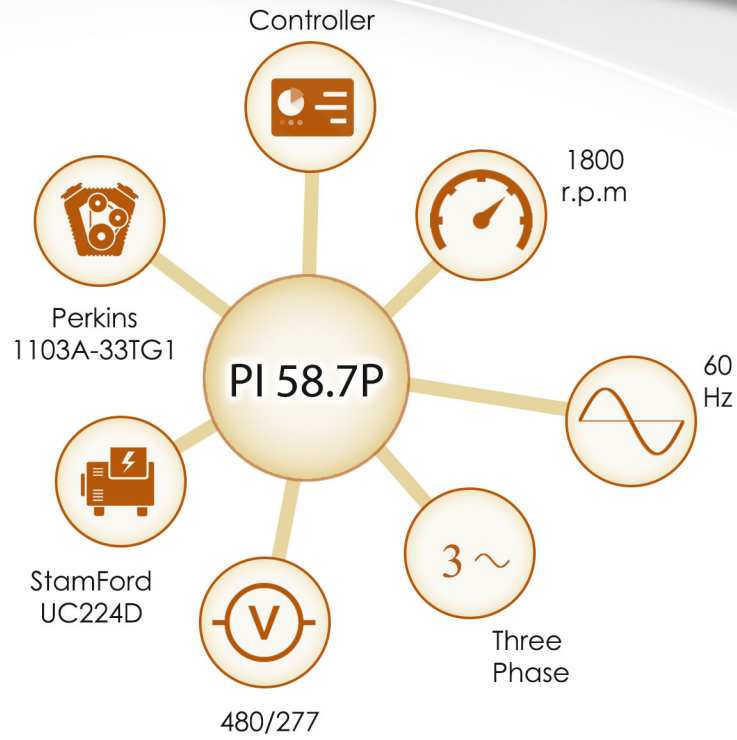 Controller
1800
r.p.m
Perkins
1103A-33TG1
PI 58.7P
60
Hz
StamFord
UC224D
V
3 ~
Three
Phase
480/277